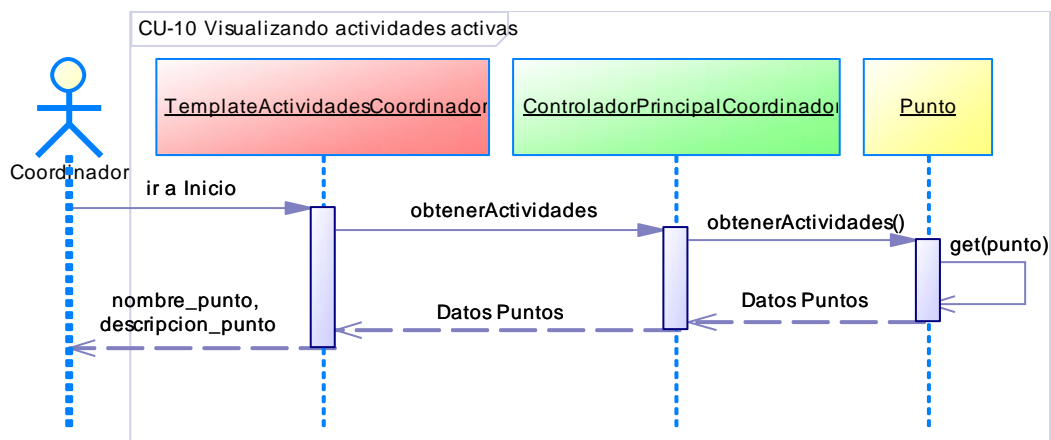 CU-10 Visualizando actividades activas
TemplateActividadesCoordinador
ControladorPrincipalCoordinador
Punto
Coordinador
ir a Inicio
obtenerActividades
obtenerActividades()
get(punto)
nombre_punto,
descripcion_punto
Datos Puntos
Datos Puntos